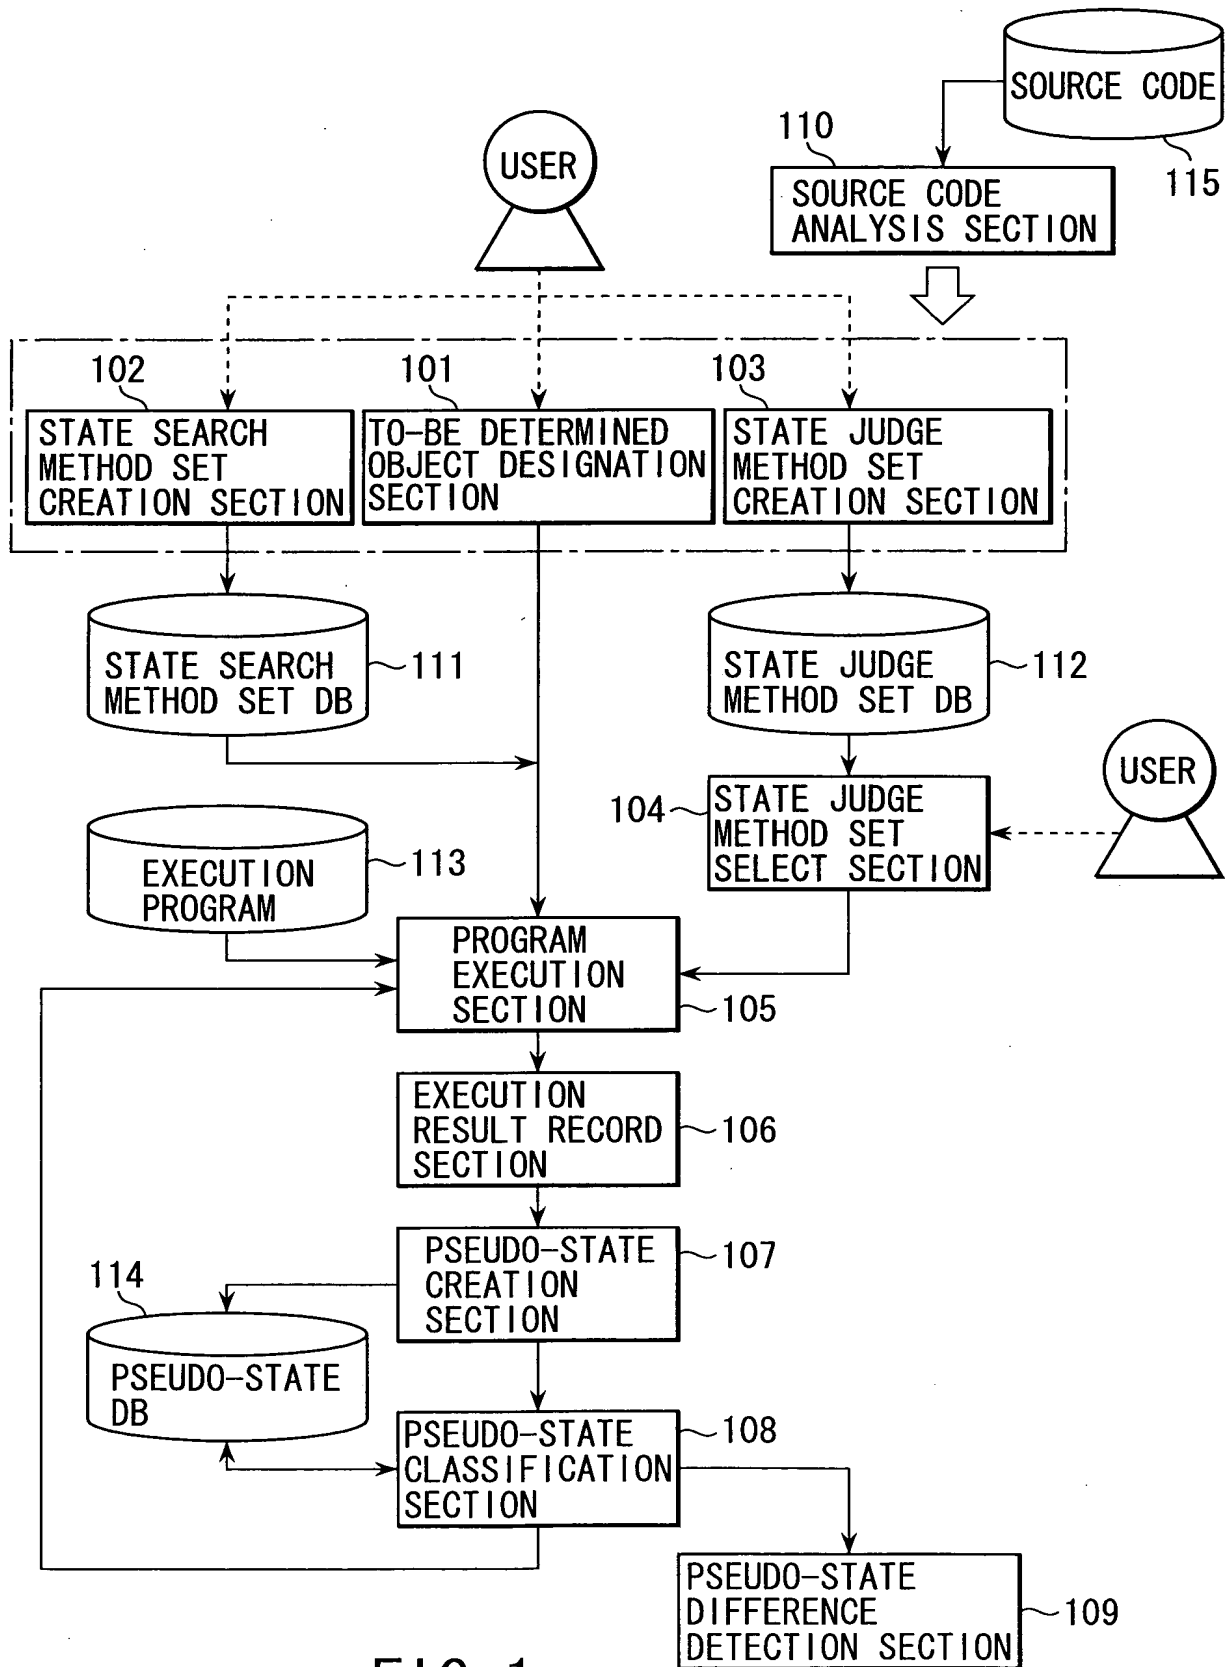 SOURCE CODE
115
USER
110
SOURCE CODE
ANALYSIS SECTION
102
101
103
STATE SEARCH
METHOD SET
CREATION SECTION
TO-BE DETERMINED
OBJECT DESIGNATION
SECTION
STATE JUDGE
METHOD SET
CREATION SECTION
STATE SEARCH
METHOD SET DB
111
STATE JUDGE
METHOD SET DB
112
USER
104
STATE JUDGE
METHOD SET
SELECT SECTION
EXECUTION
PROGRAM
113
PROGRAM
EXECUTION
SECTION
105
EXECUTION
RESULT RECORD
SECTION
106
PSEUDO-STATE
CREATION
SECTION
107
114
PSEUDO-STATE
DB
PSEUDO-STATE
CLASSIFICATION
SECTION
108
PSEUDO-STATE
DIFFERENCE
DETECTION SECTION
109
FIG. 1